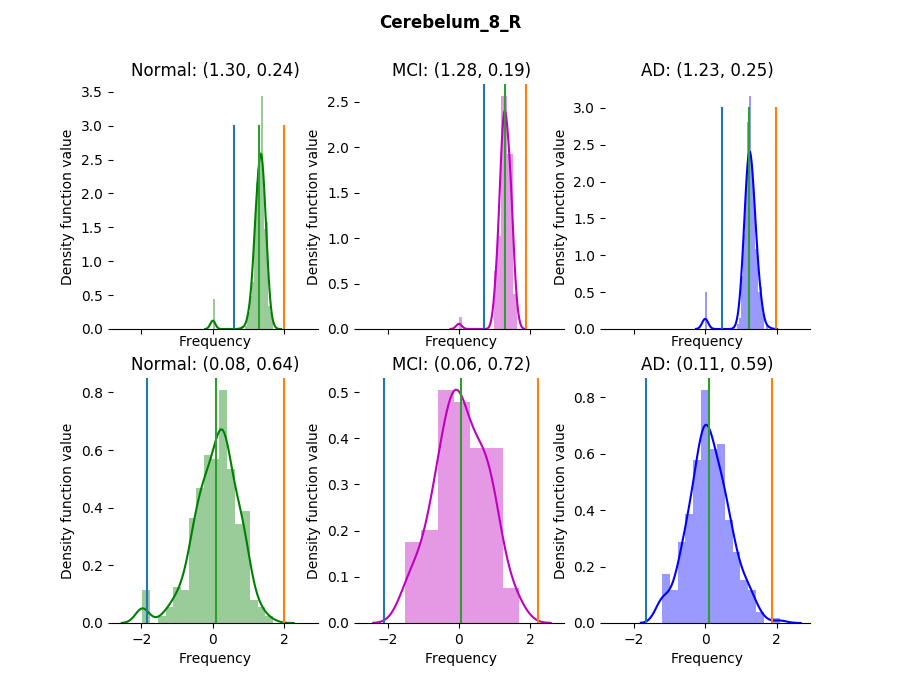 Cerebelum_8_R
Normal: (1.30, 0.24)
MCI: (1.28, 0.19)
AD: (1.23, 0.25)
Density function value
3.5
3.0
2.5
2.0
1.5
1.0
0.5
0.0
Frequency
Density function value
2.5
2.0
1.5
1.0
0.5
0.0
Frequency
Density function value
3.0
2.5
2.0
1.5
1.0
0.5
0.0
Frequency
Normal: (0.08, 0.64)
MCI: (0.06, 0.72)
AD: (0.11, 0.59)
Density function value
0.8
0.6
0.4
0.2
0.0
−2 0 2
Frequency
Density function value
0.5
0.4
0.3
0.2
0.1
0.0
−2 0 2
Frequency
Density function value
0.8
0.6
0.4
0.2
0.0
−2 0 2
Frequency